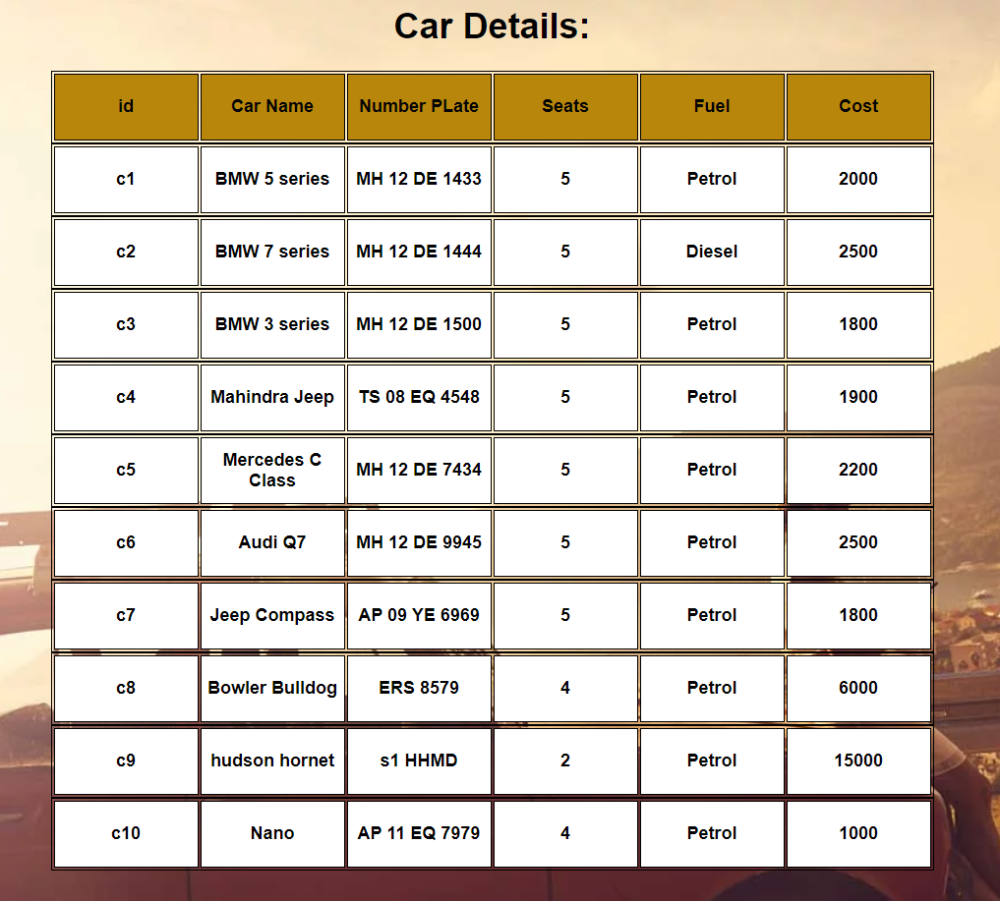 Car Details:
id Car Name Number PLate Seats Fuel Cost
c1 BMW 5 series MH 12 DE 1433 5 Petrol 2000
c2 BMW 7 series MH 12 DE 1444 5 Diesel 2500
c3 BMW 3 series MH 12 DE 1500 5 Petrol 1800
c4 Mahindra Jeep TS 08 EQ 4548 5 Petrol 1900
c5 Mercedes C Class MH 12 DE 7434 5 Petrol 2200
c6 Audi Q7 MH 12 DE 9945 5 Petrol 2500
c7 Jeep Compass AP 09 YE 6969 5 Petrol 1800
c8 Bowler Bulldog ERS 8579 4 Petrol 6000
c9 hudson hornet s1 HHMD 2 Petrol 15000
c10 Nano AP 11 EQ 7979 4 Petrol 1000